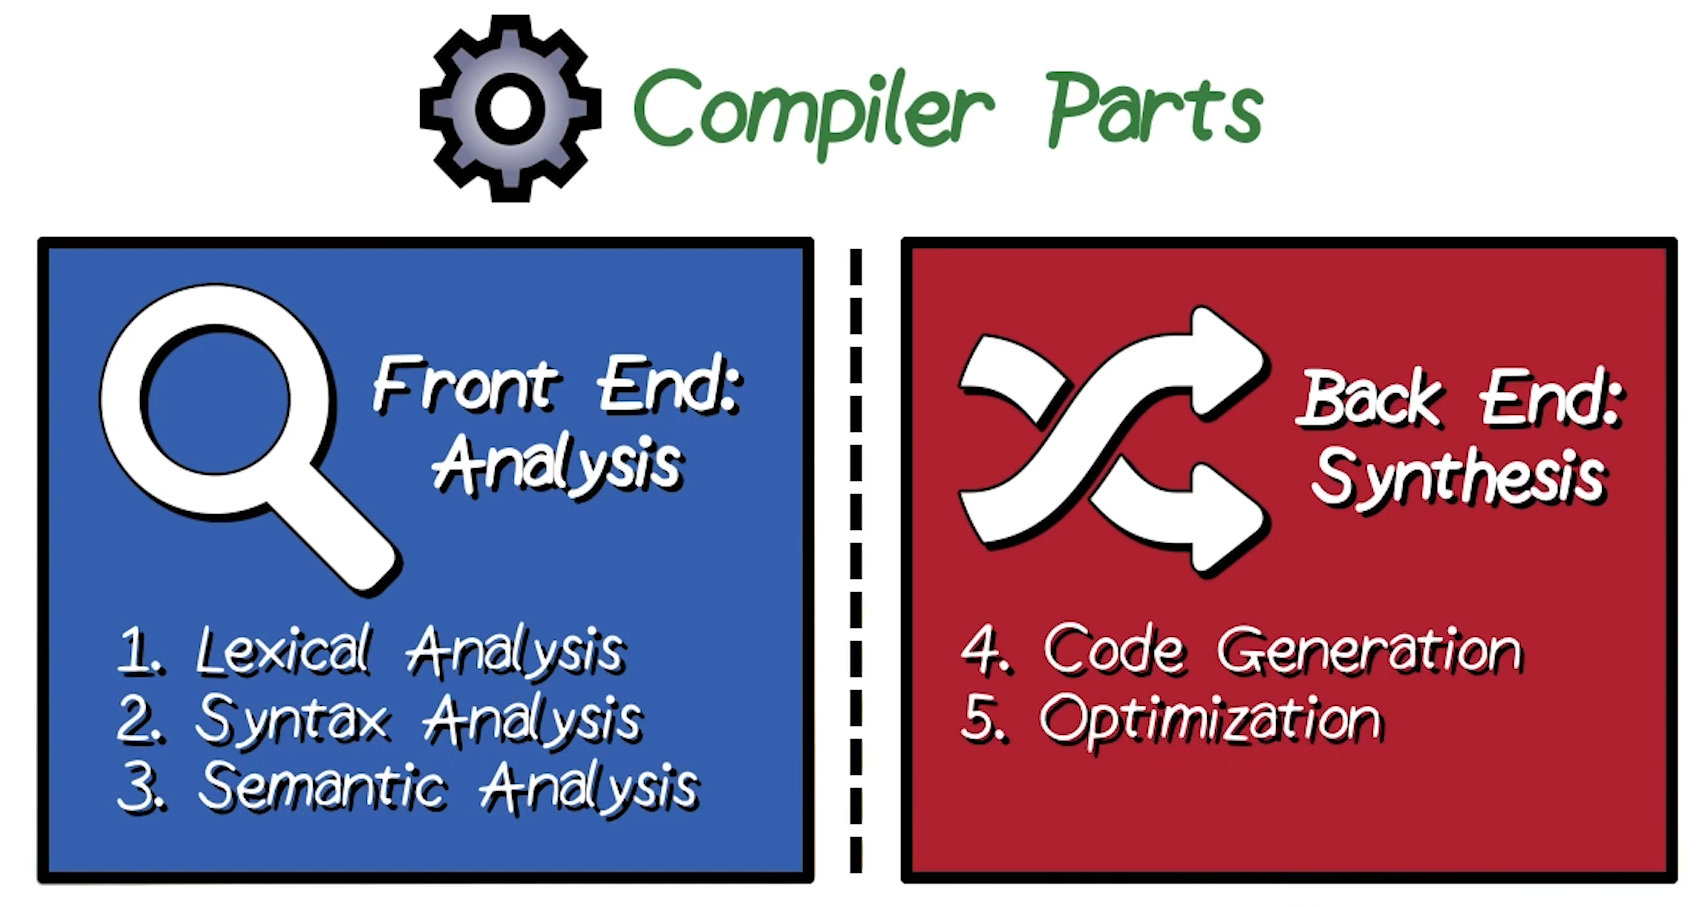 Compiler Parts
Front End:
Analysis
1. Lexical Analysis
2. Syntax Analysis
3. Semantic Analysis
Back End:
Synthesis
4. Code Generation
5. Optimization